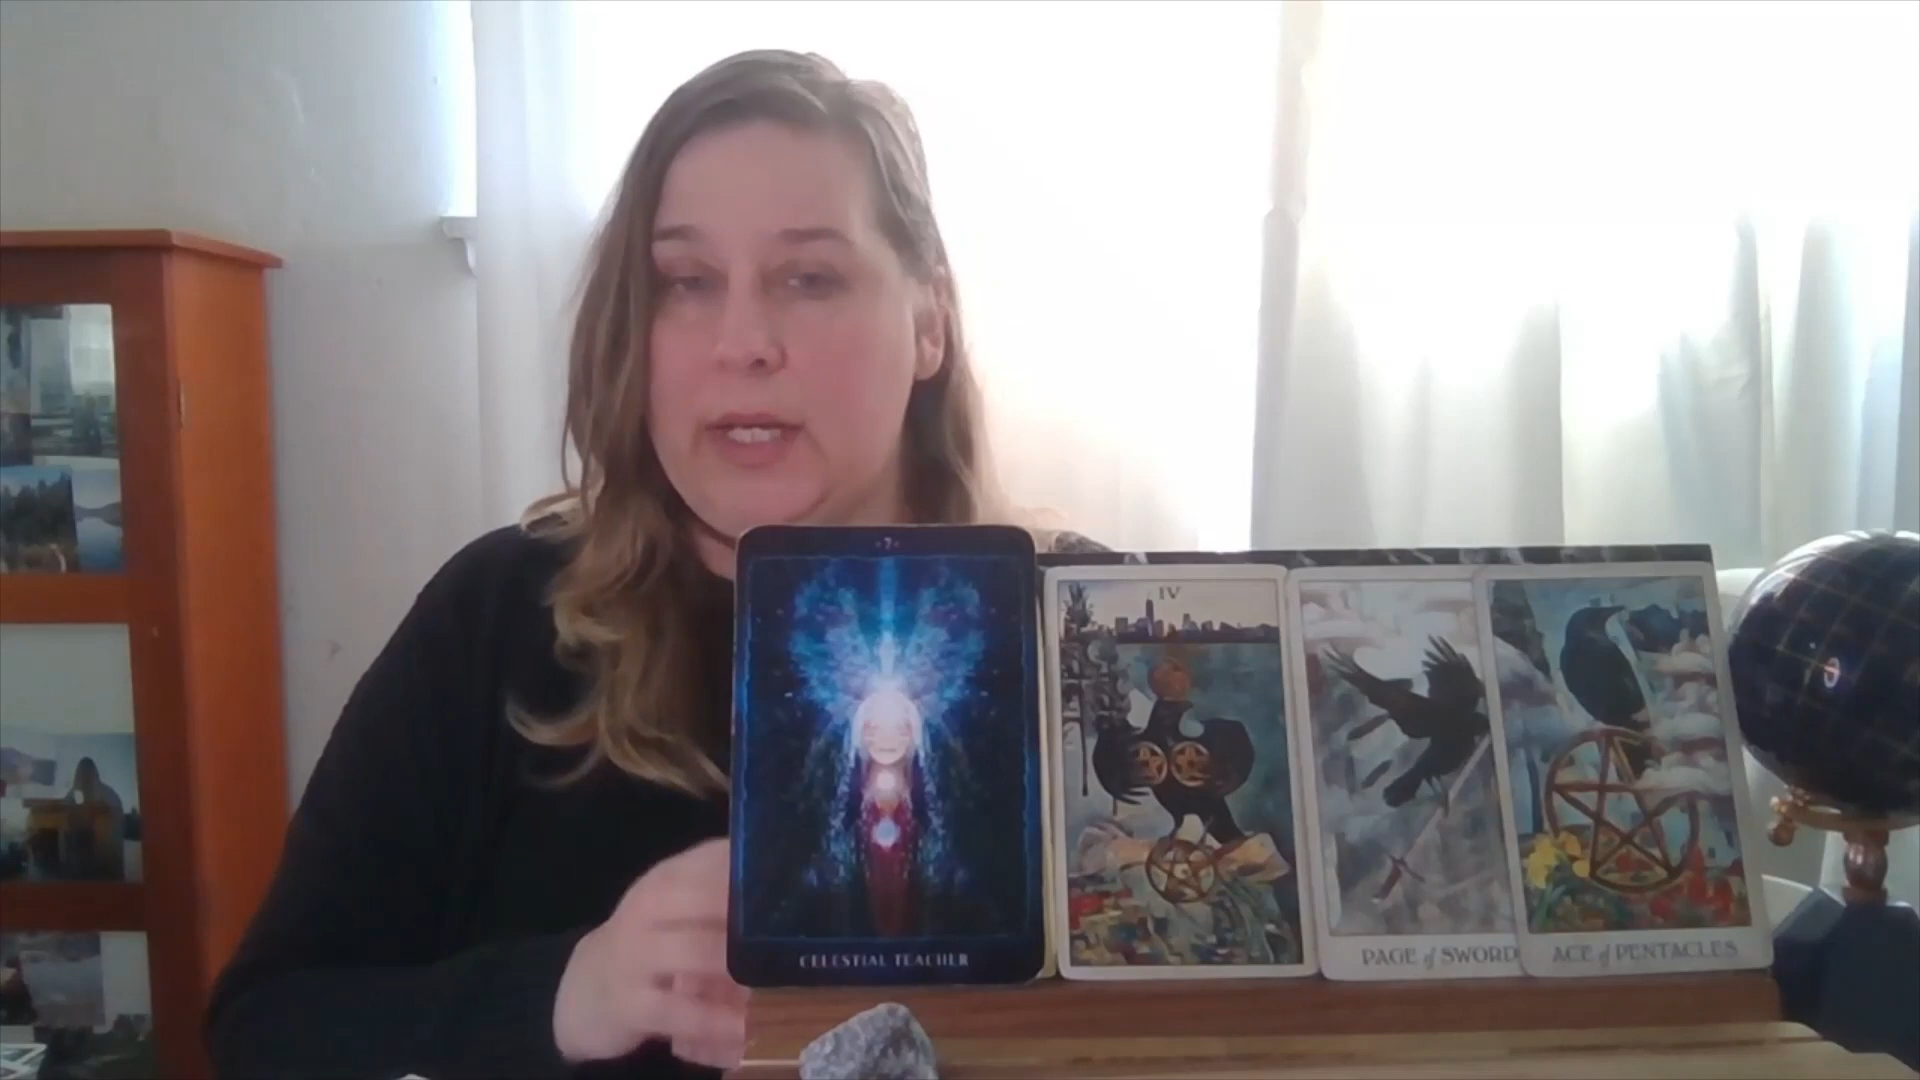 7
CELESTIAL TEACHER
IV
PAGE of SWORD
ACE of PENTACLES